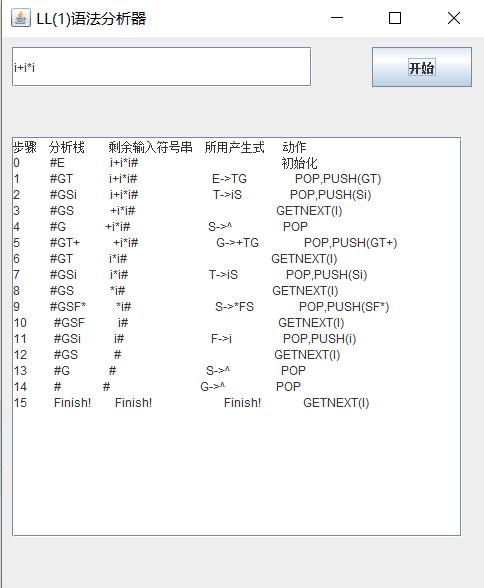 LL(1)语法分析器
i+i*i 开始
步骤 分析栈 剩余输入符号串 所用产生式 动作
0 #E i+i*i# 初始化
1 #GT i+i*i# E->TG POP,PUSH(GT)
2 #GSi i+i*i# T->iS POP,PUSH(Si)
3 #GS +i*i# GETNEXT(I)
4 #G +i*i# S->^ POP
5 #GT+ +i*i# G->+TG POP,PUSH(GT+)
6 #GT i*i# GETNEXT(I)
7 #GSi i*i# T->iS POP,PUSH(Si)
8 #GS *i# GETNEXT(I)
9 #GSF* *i# S->*FS POP,PUSH(SF*)
10 #GSF i# GETNEXT(I)
11 #GSi i# F->i POP,PUSH(i)
12 #GS # GETNEXT(I)
13 #G # S->^ POP
14 # # G->^ POP
15 Finish! Finish! Finish! GETNEXT(I)